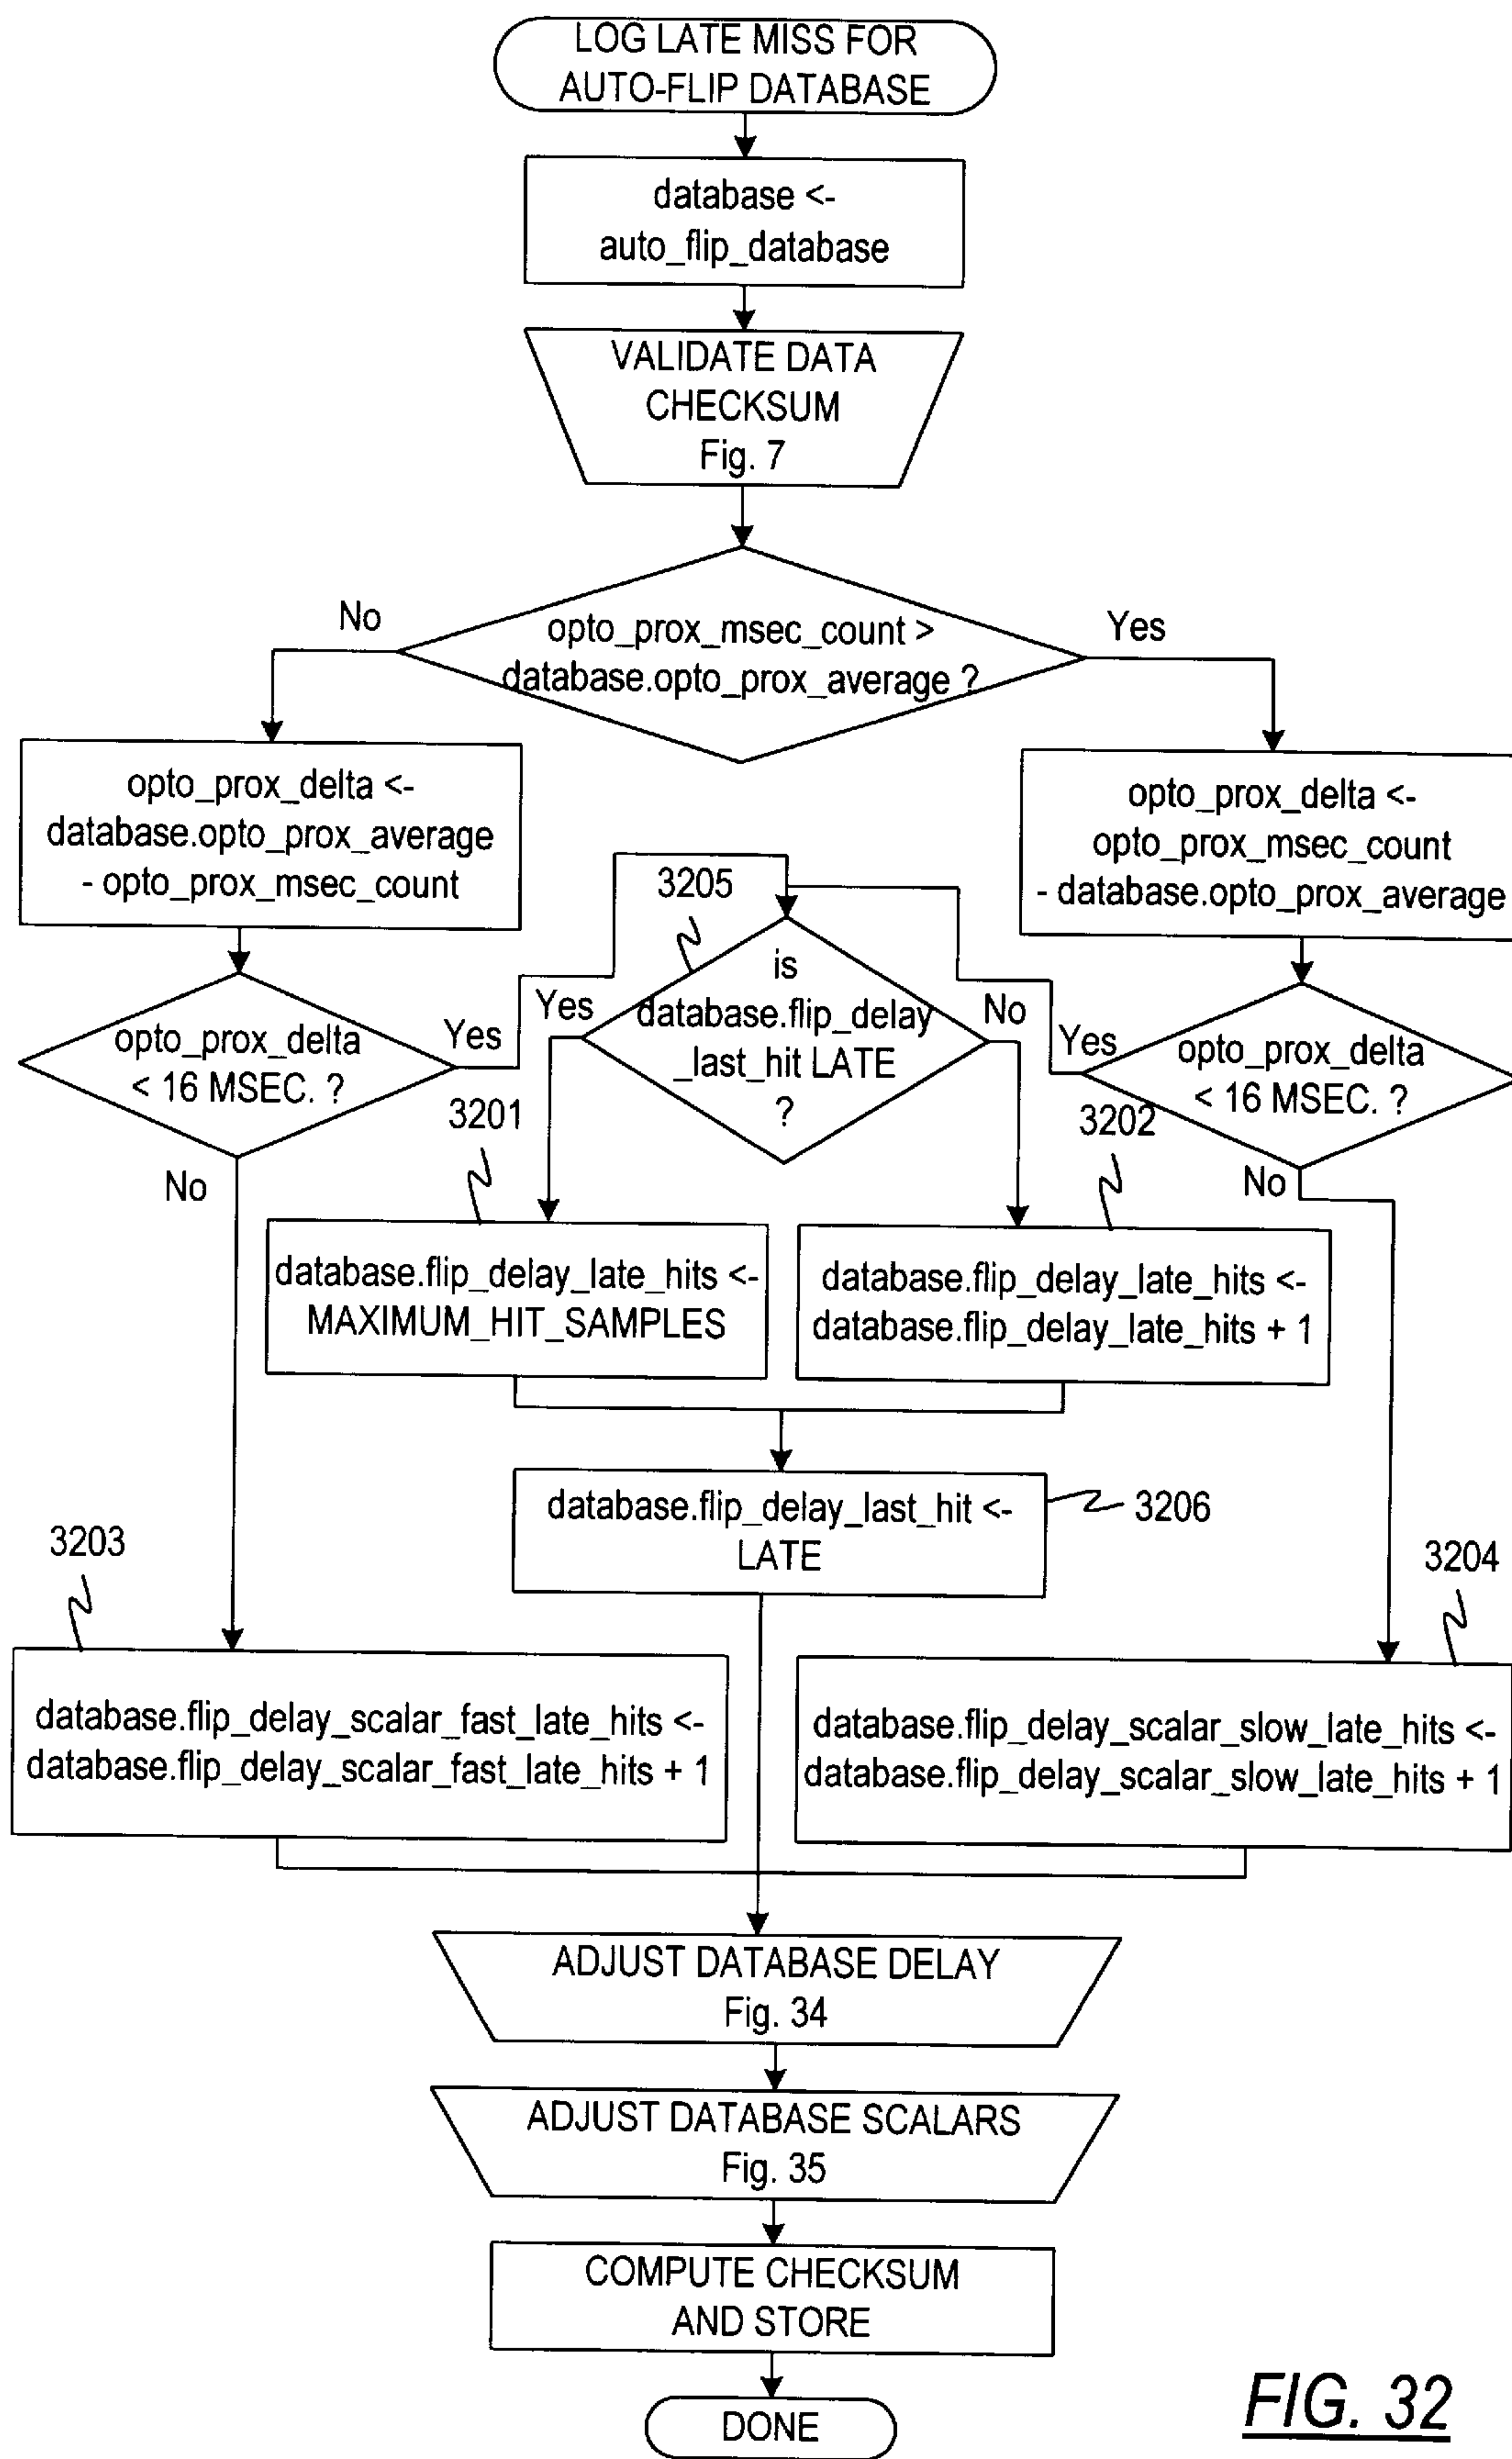 LOG LATE MISS FOR
AUTO-FLIP DATABASE
database <-
auto_flip_database
VALIDATE DATA
CHECKSUM
Fig. 7
opto_prox_msec_count >
database.opto_prox_average ?
No
Yes
opto_prox_delta <-
database.opto_prox_average
- opto_prox_msec_count
opto_prox_delta <-
opto_prox_msec_count
- database.opto_prox_average
3205
is
database.flip_delay
_last_hit LATE
?
Yes
No
opto_prox_delta
< 16 MSEC. ?
Yes
No
opto_prox_delta
< 16 MSEC. ?
Yes
No
3201
3202
database.flip_delay_late_hits <-
MAXIMUM_HIT_SAMPLES
database.flip_delay_late_hits <-
database.flip_delay_late_hits + 1
database.flip_delay_last_hit <-
LATE
3206
3203
3204
database.flip_delay_scalar_fast_late_hits <-
database.flip_delay_scalar_fast_late_hits + 1
database.flip_delay_scalar_slow_late_hits <-
database.flip_delay_scalar_slow_late_hits + 1
ADJUST DATABASE DELAY
Fig. 34
ADJUST DATABASE SCALARS
Fig. 35
COMPUTE CHECKSUM
AND STORE
DONE
FIG. 32